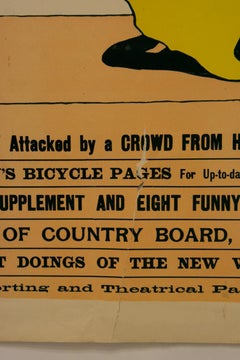 Attacked by a CROWD FROM H
'S BICYCLE PAGES For Up-to-da
UPPLEMENT AND EIGHT FUNNY
OF COUNTRY BOARD,
T DOINGS OF THE NEW W
orting and Theatrical Pa